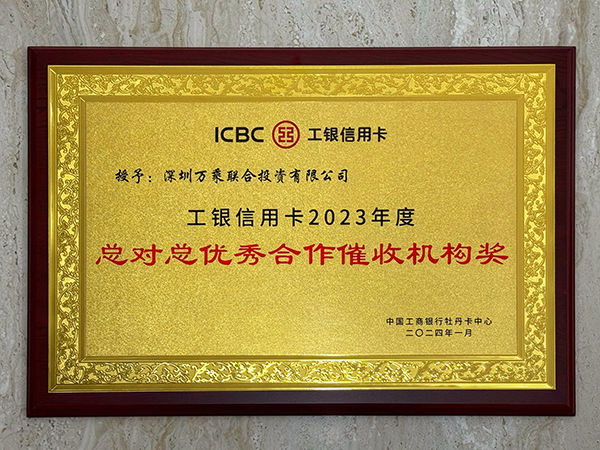 ICBC 工银信用卡
授予：深圳万乘联合投资有限公司
工银信用卡2023年度
总对总优秀合作催收机构奖
中国工商银行牡丹卡中心
二〇二四年一月